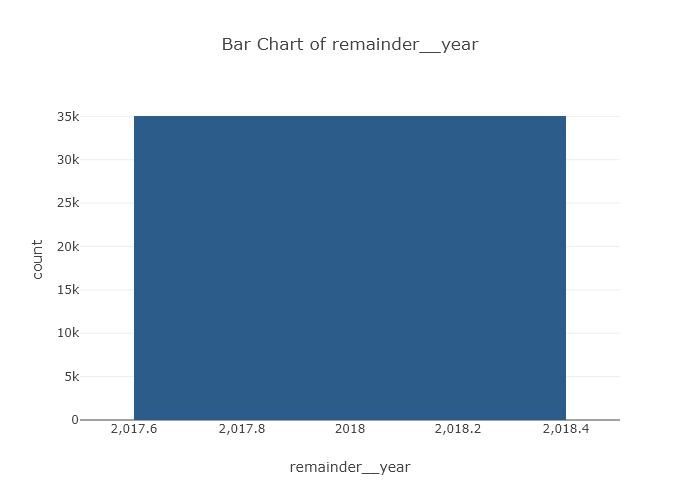 Bar Chart of remainder__year
35k
30k
25k
20k
15k
10k
5k
0
count
2,017.6 2,017.8 2018 2,018.2 2,018.4
remainder__year